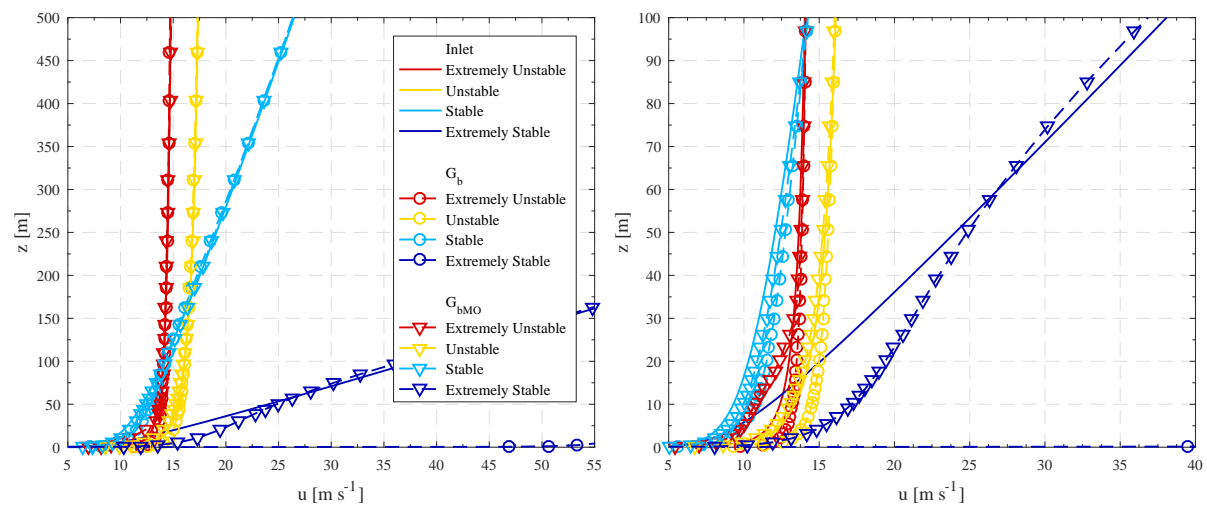 500
450
400
350
300
250
200
150
100
50
0
z [m]
5 10 15 20 25 30 35 40 45 50 55
u [m s-1]
Inlet
Extremely Unstable
Unstable
Stable
Extremely Stable
Gb
Extremely Unstable
Unstable
Stable
Extremely Stable
GbMO
Extremely Unstable
Unstable
Stable
Extremely Stable
100
90
80
70
60
50
40
30
20
10
0
z [m]
5 10 15 20 25 30 35 40
u [m s-1]